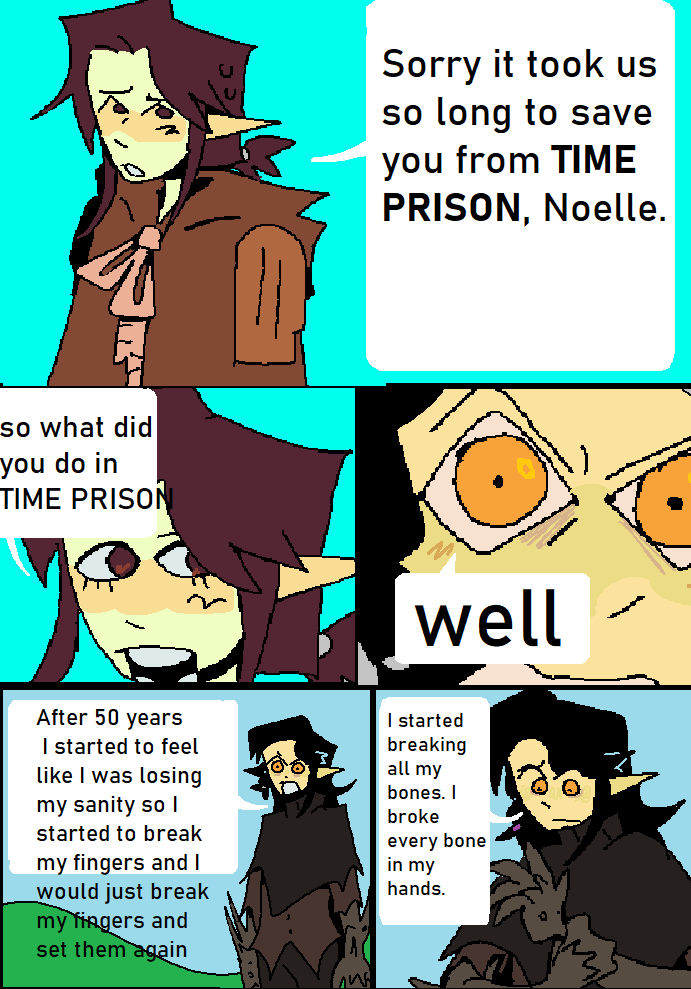 Sorry it took us
so long to save
you from TIME
PRISON, Noelle.
so what did
you do in
TIME PRISON
well
After 50 years
I started to feel
like I was losing
my sanity so I
started to break
my fingers and I
would just break
my fingers and
set them again
I started
breaking
all my
bones. I
broke
every bone
in my
hands.